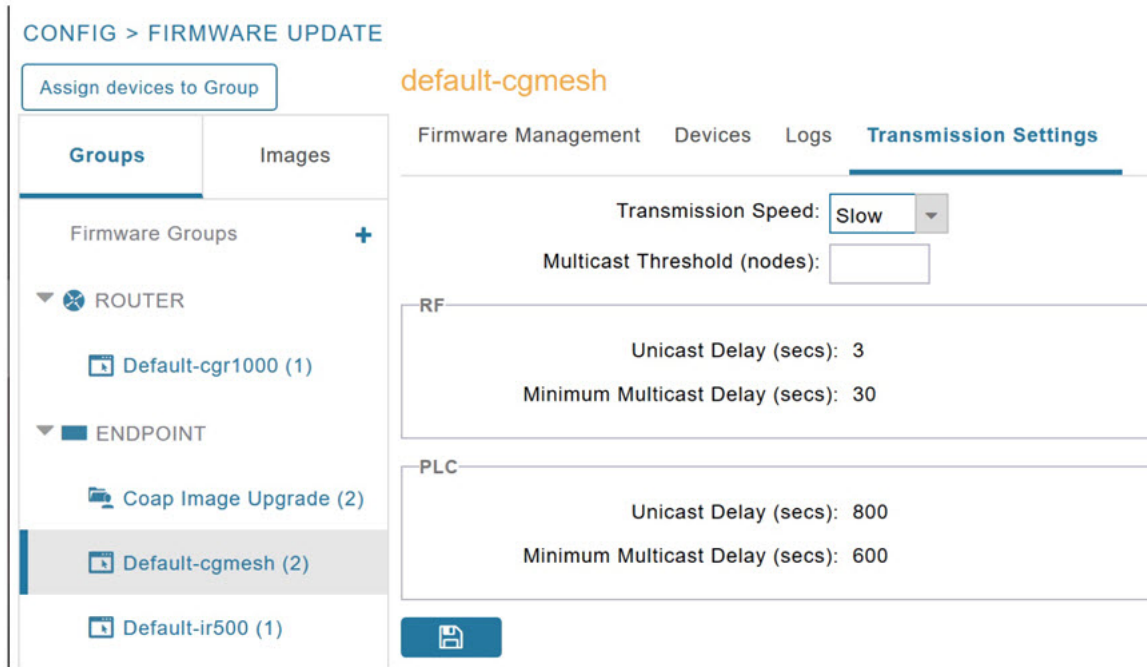 CONFIG > FIRMWARE UPDATE
Assign devices to Group
Groups
Images
Firmware Groups
ROUTER
Default-cgr1000 (1)
ENDPOINT
Coap Image Upgrade (2)
Default-cgmesh (2)
Default-ir500 (1)
default-cgmesh
Firmware Management
Devices
Logs
Transmission Settings
Transmission Speed: Slow
Multicast Threshold (nodes):
RF
Unicast Delay (secs): 3
Minimum Multicast Delay (secs): 30
PLC
Unicast Delay (secs): 800
Minimum Multicast Delay (secs): 600